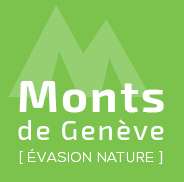 Monts
de Genève
[ ÉVASION NATURE ]